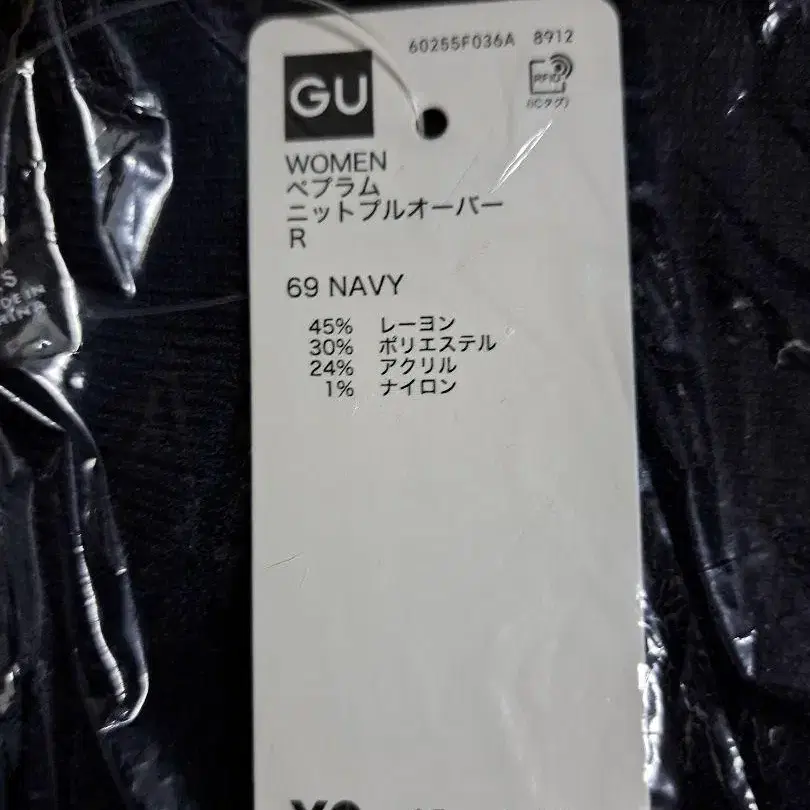 60255F036A 8912
GU
RFID
(ICタグ)
WOMEN
ペプラム
ニットプルオーバー
R
69 NAVY
45% レーヨン
30% ポリエステル
24% アクリル
1% ナイロン